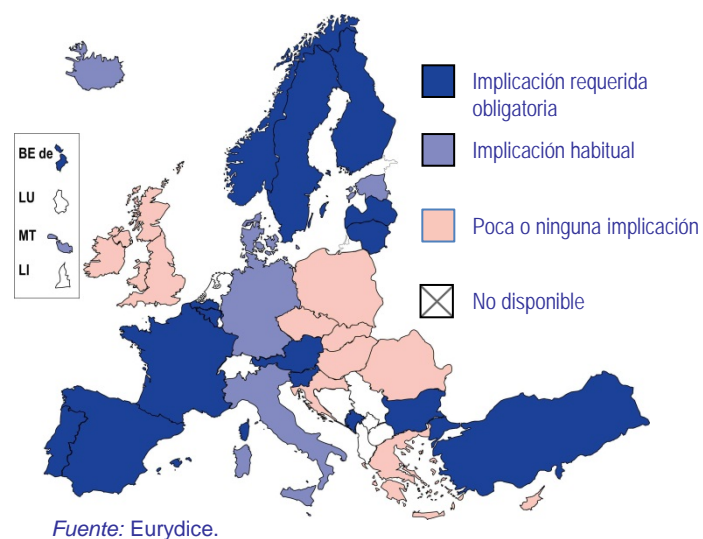 Implicación requerida
obligatoria
Implicación habitual
Poca o ninguna implicación
No disponible
BE de
LU
MT
LI
Fuente: Eurydice.